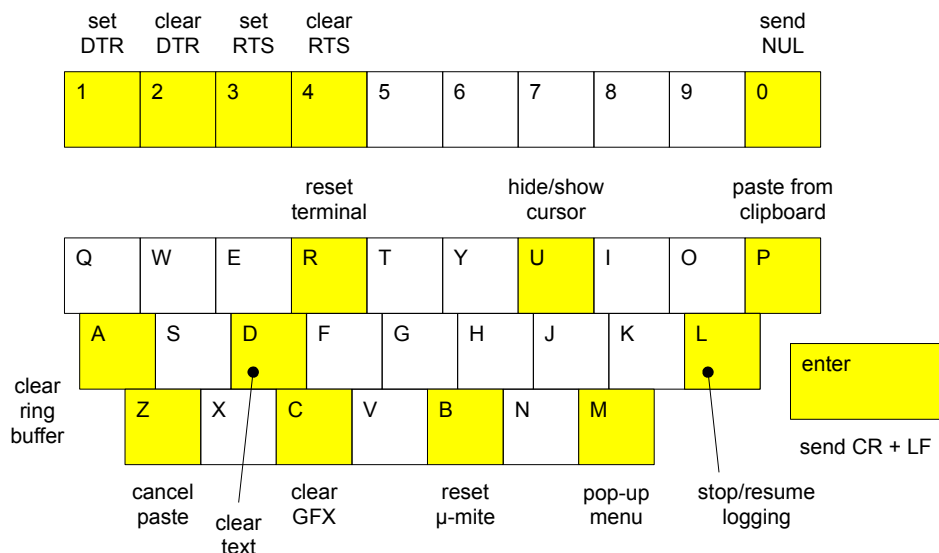 set clear set clear send
DTR DTR RTS RTS NUL
1 2 3 4 5 6 7 8 9 0
reset hide/show paste from
terminal cursor clipboard
Q W E R T Y U I O P
A S D F G H J K L
enter
clear
ring
buffer
Z X C V B N M
send CR + LF
cancel clear reset pop-up stop/resume
paste GFX µ-mite menu logging
clear
text